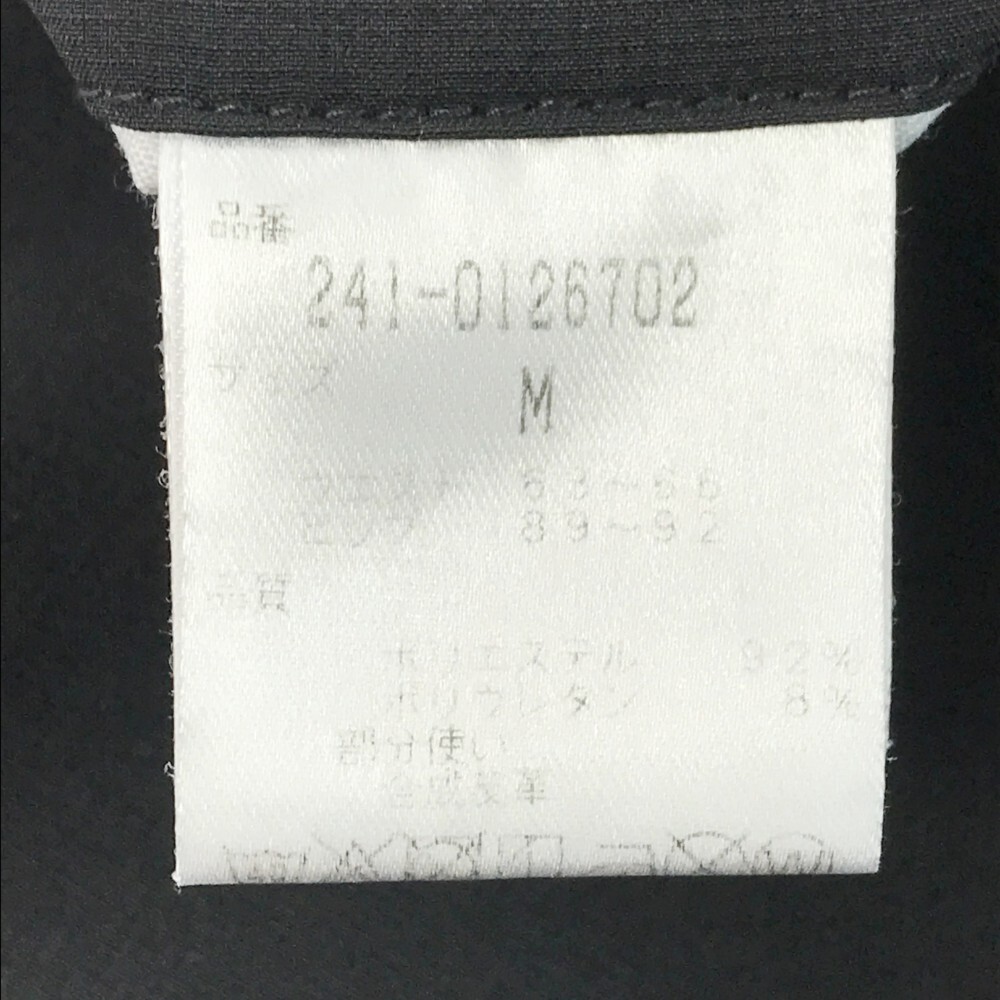 品番
241-0126702
サイズ
M
ウエスト 63〜66
ヒップ 89〜92
品質
ポリエステル 92%
ポリウレタン 8%
部分使い
合成皮革